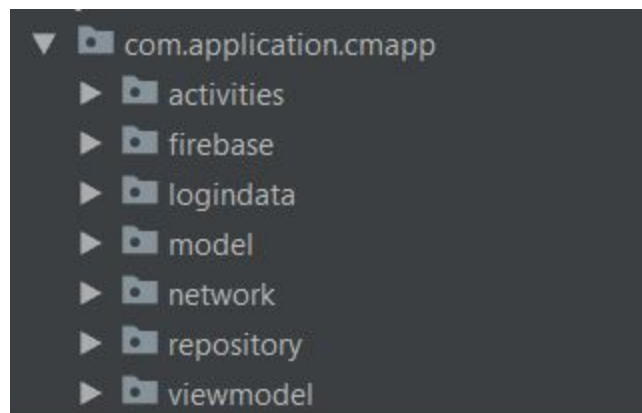 com.application.cmapp
activities
firebase
logindata
model
network
repository
viewmodel